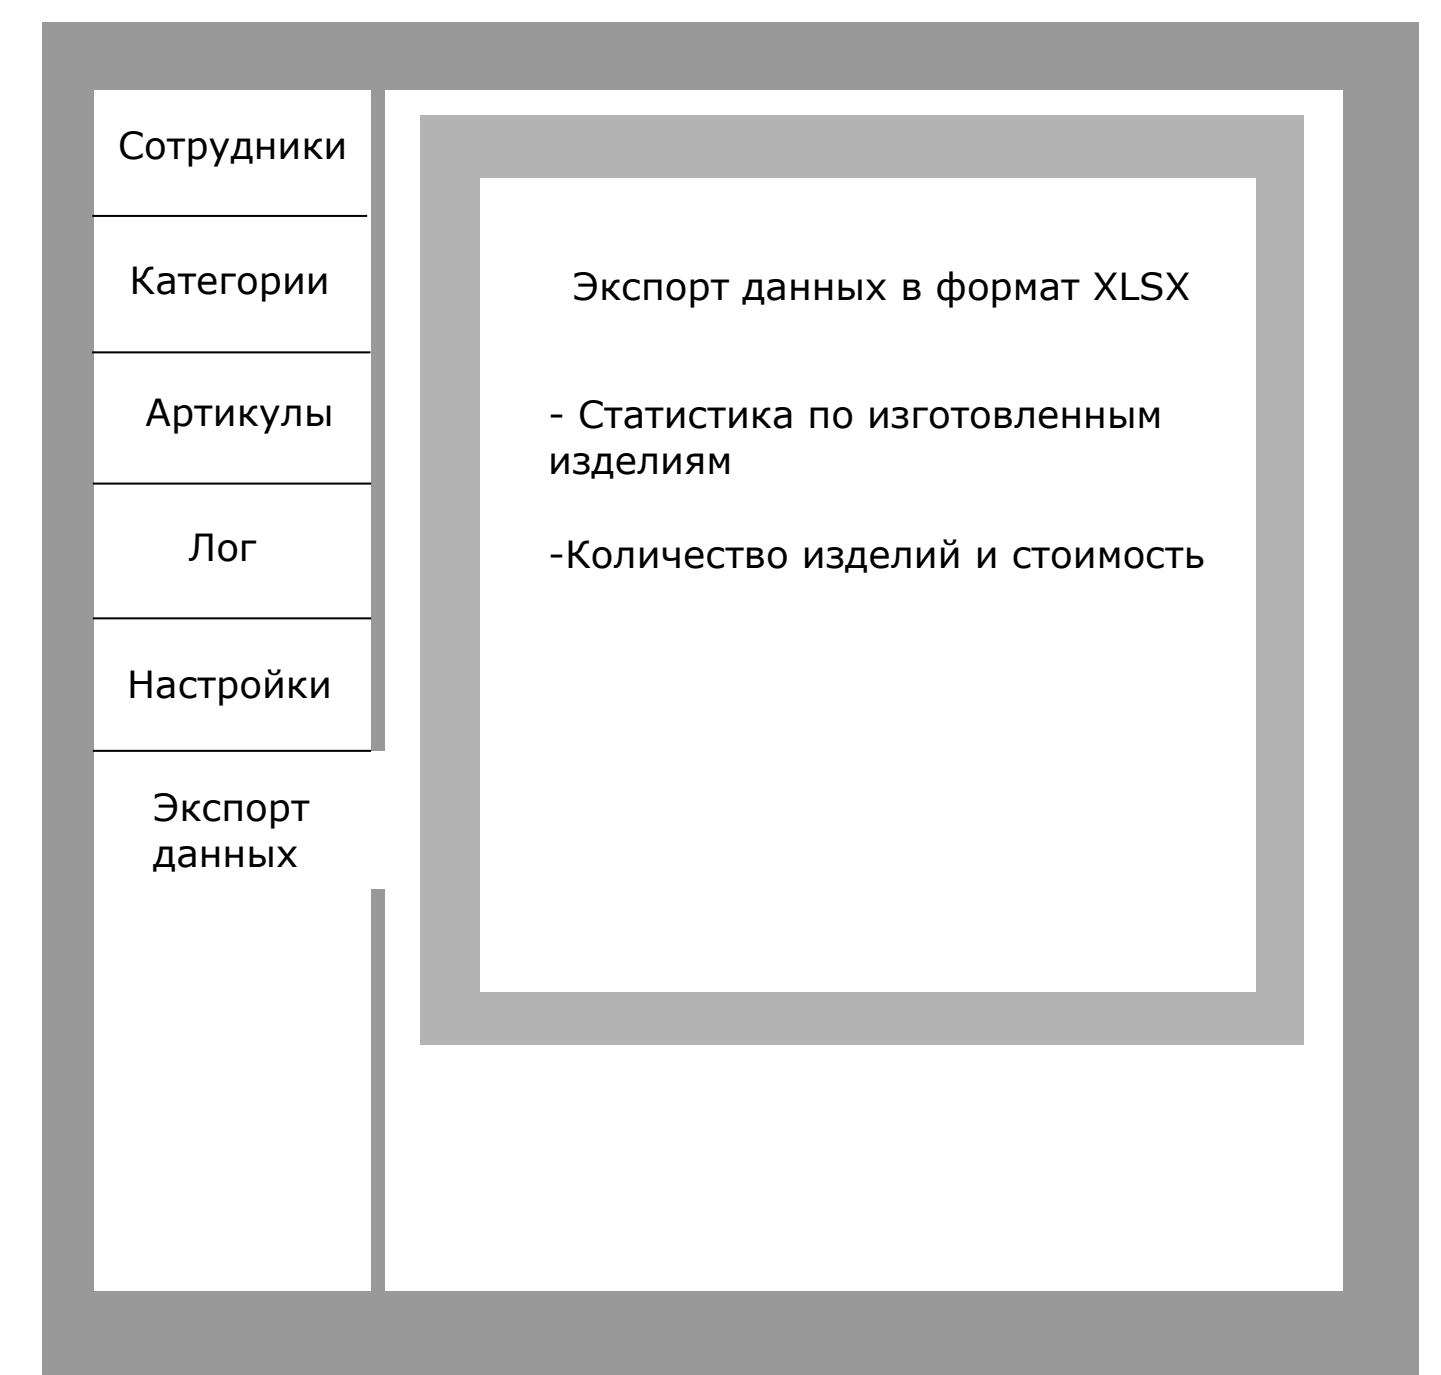 Сотрудники
Категории
Артикулы
Лог
Настройки
Экспорт
данных
Экспорт данных в формат XLSX
- Статистика по изготовленным
изделиям
-Количество изделий и стоимость